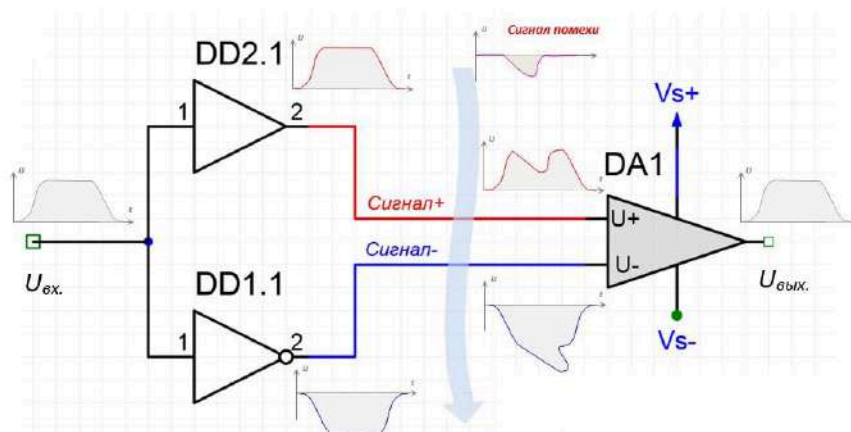 DD2.1
U
t
U
Сигнал помехи
t
1
2
Vs+
U
t
U
t
DA1
U
t
Сигнал+
U+
Uвх.
Сигнал-
U-
Uвых.
DD1.1
U
t
1
2
Vs-
U
t